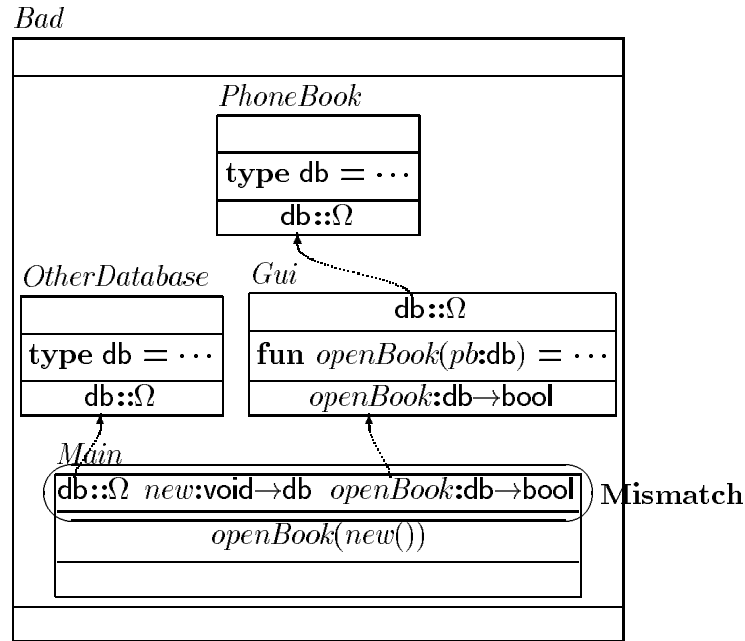 Bad
PhoneBook
type db = ···
db::Ω
OtherDatabase
Gui
type db = ···
db::Ω
db::Ω
fun openBook(pb:db) = ···
openBook:db→bool
Main
db::Ω new:void→db openBook:db→bool
Mismatch
openBook(new())